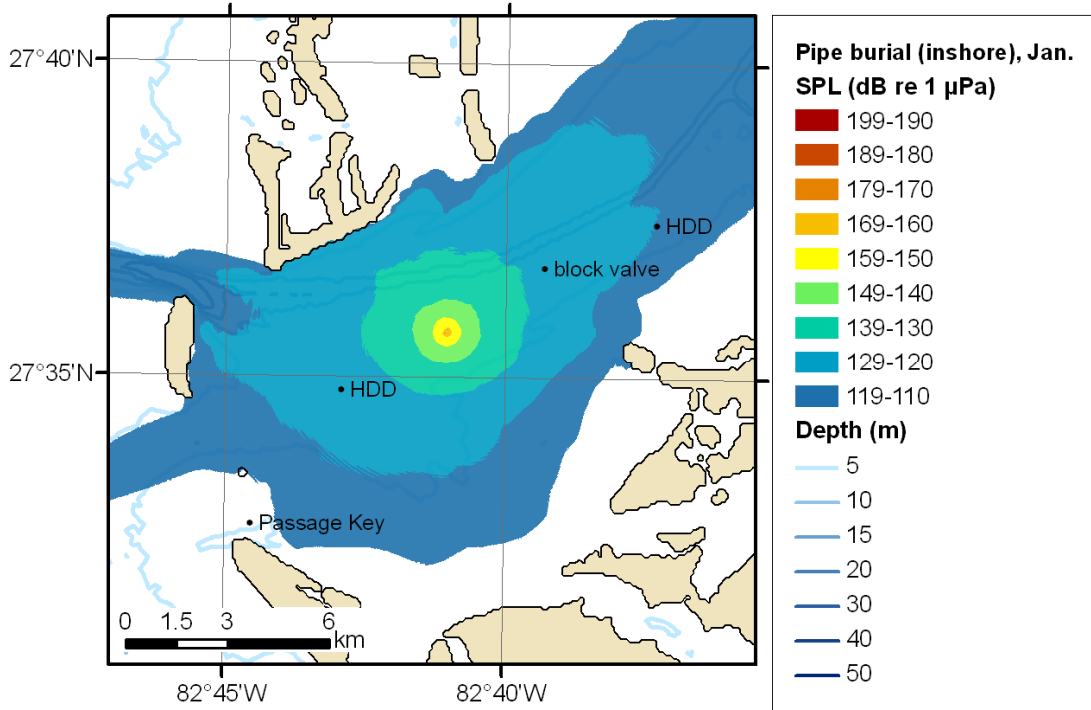 27°40'N
27°35'N
HDD
block valve
HDD
Passage Key
0 1.5 3 6
km
82°45'W
82°40'W
Pipe burial (inshore), Jan.
SPL (dB re 1 µPa)
199-190
189-180
179-170
169-160
159-150
149-140
139-130
129-120
119-110
Depth (m)
5
10
15
20
30
40
50